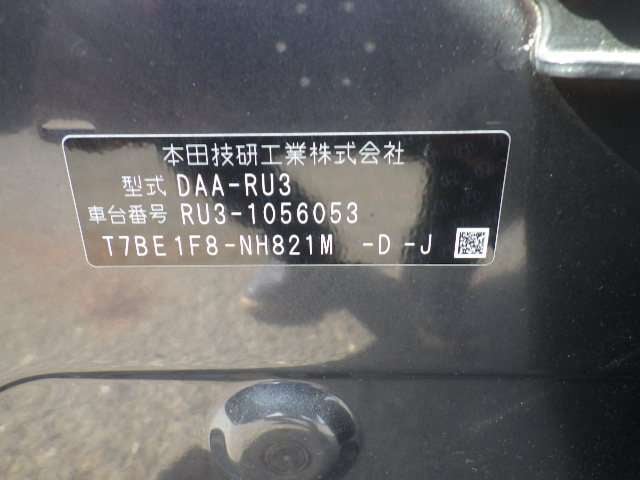 本田技研工業株式会社
型式 DAA-RU3
車台番号 RU3-1056053
T7BE1F8-NH821M -D-J